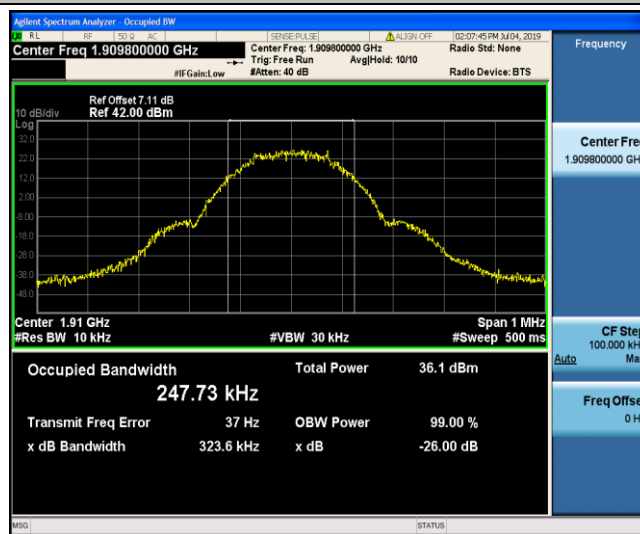 Agilent Spectrum Analyzer - Occupied BW
RL RF 50 Ω AC SENSE:PULSE ALIGN OFF 02:07:45 PM Jul 04, 2019
Center Freq 1.909800000 GHz Center Freq: 1.909800000 GHz Radio Std: None Frequency
Trig: Free Run Avg|Hold: 10/10
#IFGain:Low #Atten: 40 dB Radio Device: BTS
Ref Offset 7.11 dB
10 dB/div Ref 42.00 dBm
Log
32.0
22.0
12.0
2.00
-8.00
-18.0
-28.0
-38.0
-48.0
Center Fre
1.909800000 GH
Center 1.91 GHz Span 1 MHz
#Res BW 10 kHz #VBW 30 kHz #Sweep 500 ms
CF Step
100.000 kH
Auto Ma
Occupied Bandwidth Total Power 36.1 dBm
247.73 kHz
Transmit Freq Error 37 Hz OBW Power 99.00 %
x dB Bandwidth 323.6 kHz x dB -26.00 dB
Freq Offse
0 H
MSG STATUS